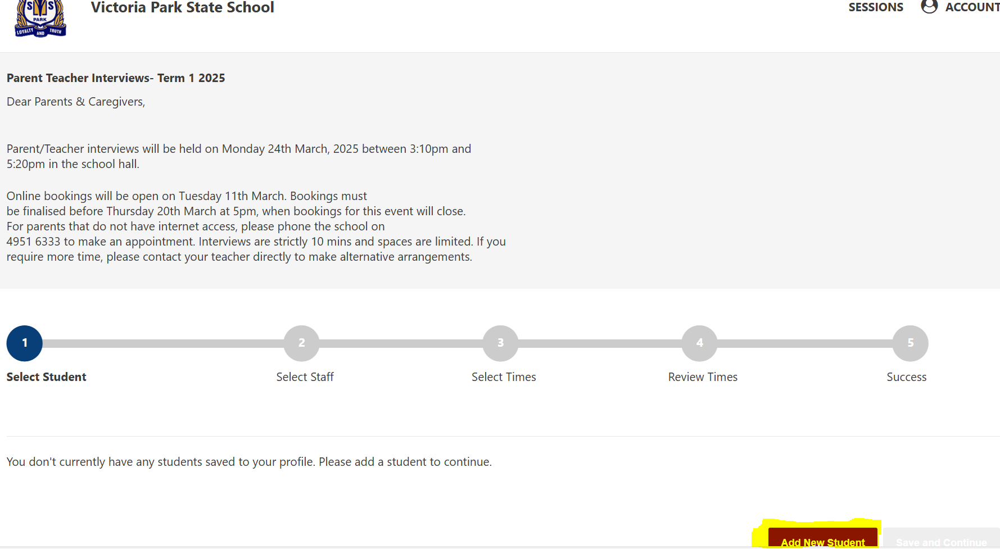 Victoria Park State School
SESSIONS
ACCOUNT
S S
PARK
LOYALTY AND TRUTH
Parent Teacher Interviews- Term 1 2025
Dear Parents & Caregivers,
Parent/Teacher interviews will be held on Monday 24th March, 2025 between 3:10pm and
5:20pm in the school hall.
Online bookings will be open on Tuesday 11th March. Bookings must
be finalised before Thursday 20th March at 5pm, when bookings for this event will close.
For parents that do not have internet access, please phone the school on
4951 6333 to make an appointment. Interviews are strictly 10 mins and spaces are limited. If you
require more time, please contact your teacher directly to make alternative arrangements.
1 2 3 4 5
Select Student Select Staff Select Times Review Times Success
You don't currently have any students saved to your profile. Please add a student to continue.
Add New Student Save and Continue